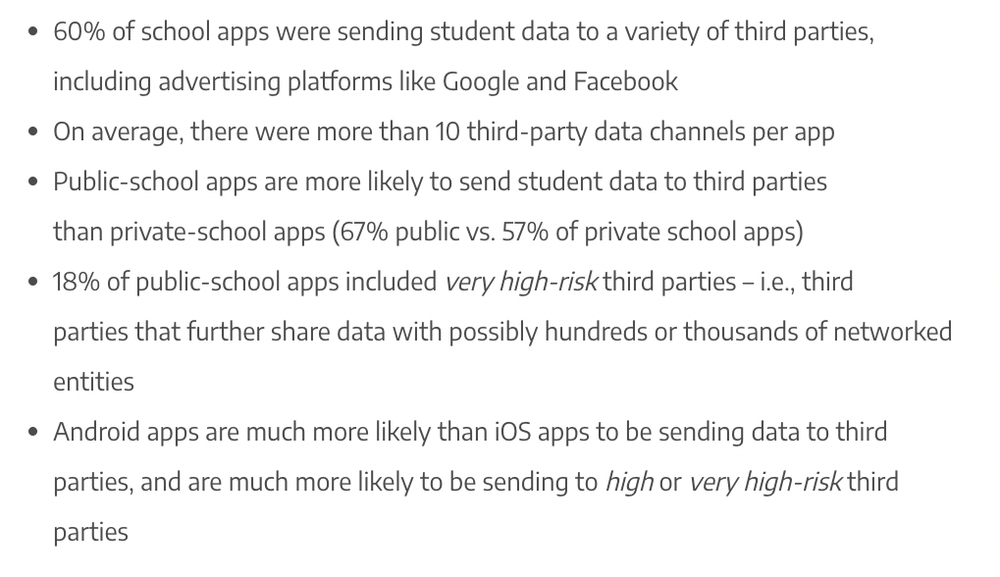 • 60% of school apps were sending student data to a variety of third parties,
including advertising platforms like Google and Facebook
• On average, there were more than 10 third-party data channels per app
• Public-school apps are more likely to send student data to third parties
than private-school apps (67% public vs. 57% of private school apps)
• 18% of public-school apps included very high-risk third parties – i.e., third
parties that further share data with possibly hundreds or thousands of networked
entities
• Android apps are much more likely than iOS apps to be sending data to third
parties, and are much more likely to be sending to high or very high-risk third
parties